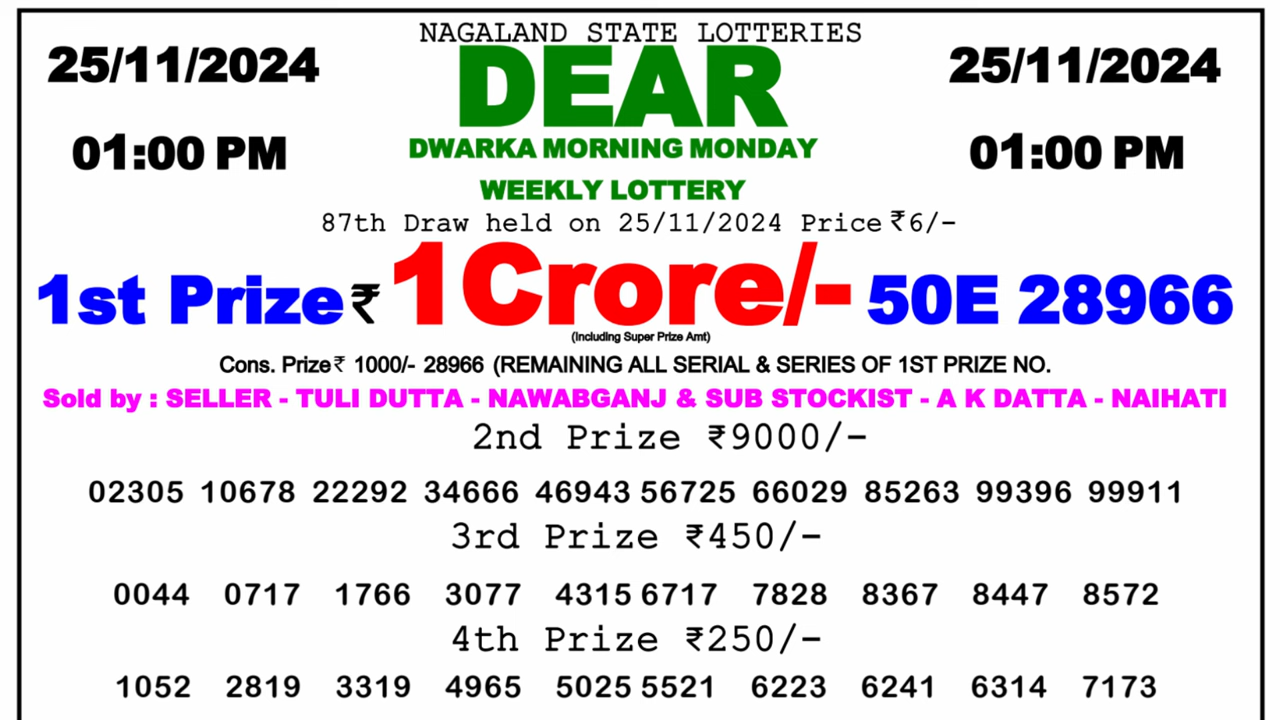 NAGALAND STATE LOTTERIES
25/11/2024 DEAR 25/11/2024
01:00 PM DWARKA MORNING MONDAY 01:00 PM
WEEKLY LOTTERY
87th Draw held on 25/11/2024 Price ₹6/-
1st Prize ₹ 1Crore/- 50E 28966
(Including Super Prize Amt)
Cons. Prize ₹ 1000/- 28966 (REMAINING ALL SERIAL & SERIES OF 1ST PRIZE NO.
Sold by : SELLER - TULI DUTTA - NAWABGANJ & SUB STOCKIST - A K DATTA - NAIHATI
2nd Prize ₹9000/-
02305 10678 22292 34666 46943 56725 66029 85263 99396 99911
3rd Prize ₹450/-
0044 0717 1766 3077 4315 6717 7828 8367 8447 8572
4th Prize ₹250/-
1052 2819 3319 4965 5025 5521 6223 6241 6314 7173